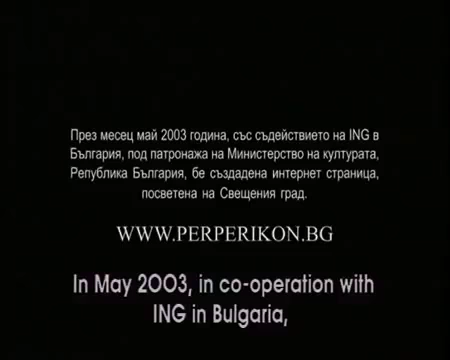 През месец май 2003 година, със съдействието на ING в
България, под патронажа на Министерство на културата,
Република България, бе създадена интернет страница,
посветена на Свещения град.
WWW.PERPERIKON.BG
In May 2003, in co-operation with
ING in Bulgaria,